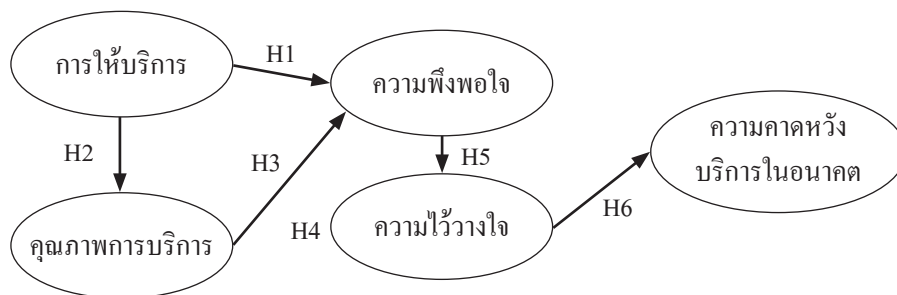 การให้บริการ
H1
ความพึงพอใจ
ความคาดหวัง
บริการในอนาคต
H2
H3
H5
H6
คุณภาพการบริการ
H4
ความไว้วางใจ